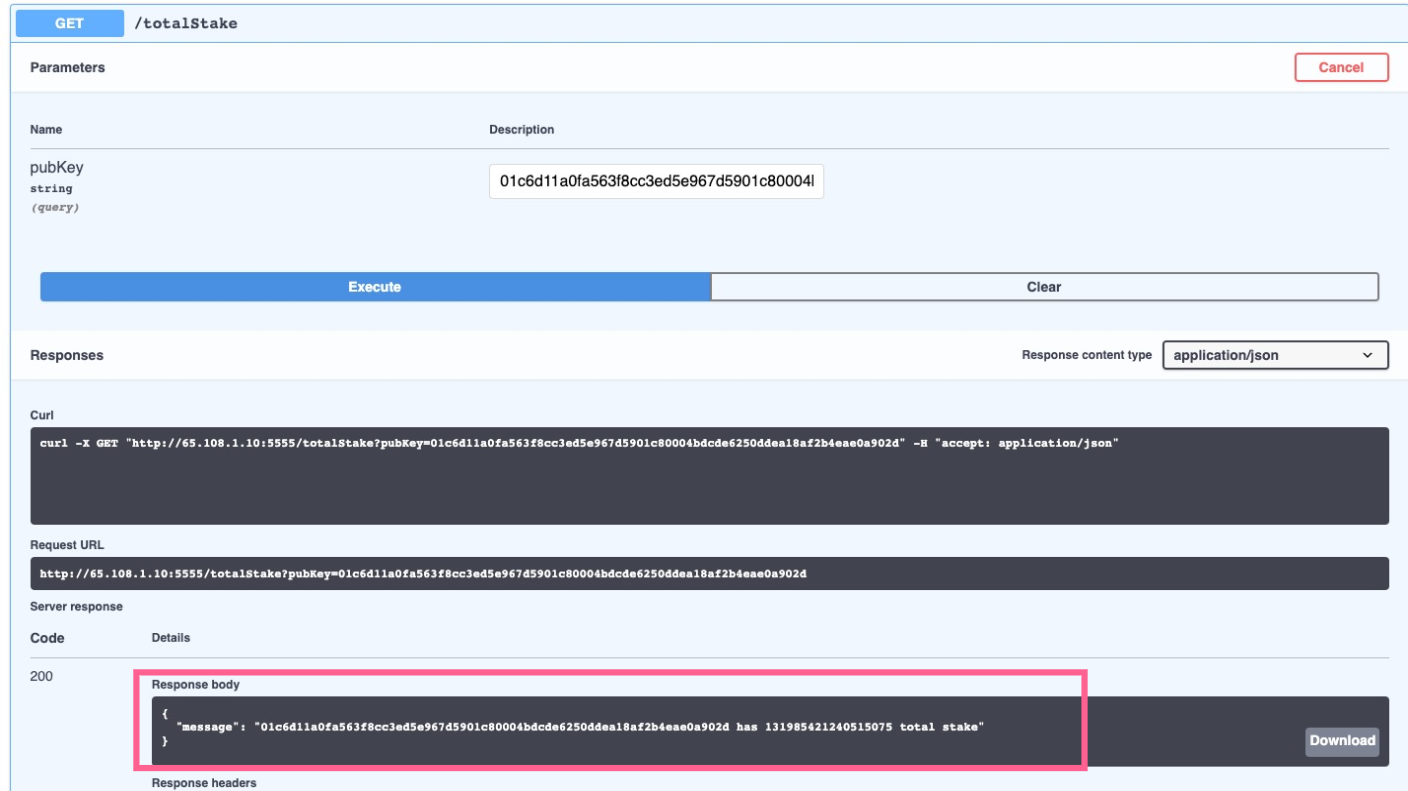 GET /totalStake
Parameters Cancel
Name Description
pubKey
string
(query)
01c6d11a0fa563f8cc3ed5e967d5901c80004l
Execute Clear
Responses Response content type application/json
Curl
curl -X GET "http://65.108.1.10:5555/totalStake?pubKey=01c6d11a0fa563f8cc3ed5e967d5901c80004bdcde6250ddea18af2b4eae0a902d" -H "accept: application/json"
Request URL
http://65.108.1.10:5555/totalStake?pubKey=01c6d11a0fa563f8cc3ed5e967d5901c80004bdcde6250ddea18af2b4eae0a902d
Server response
Code Details
200
Response body
{
"message": "01c6d11a0fa563f8cc3ed5e967d5901c80004bdcde6250ddea18af2b4eae0a902d has 131985421240515075 total stake"
}
Download
Response headers